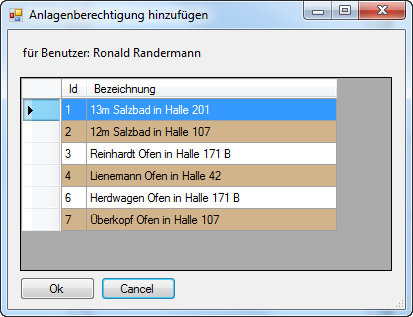 Anlagenberechtigung hinzufügen
für Benutzer: Ronald Randermann
Id Bezeichnung
1 13m Salzbad in Halle 201
2 12m Salzbad in Halle 107
3 Reinhardt Ofen in Halle 171 B
4 Lienemann Ofen in Halle 42
6 Herdwagen Ofen in Halle 171 B
7 Überkopf Ofen in Halle 107
Ok Cancel